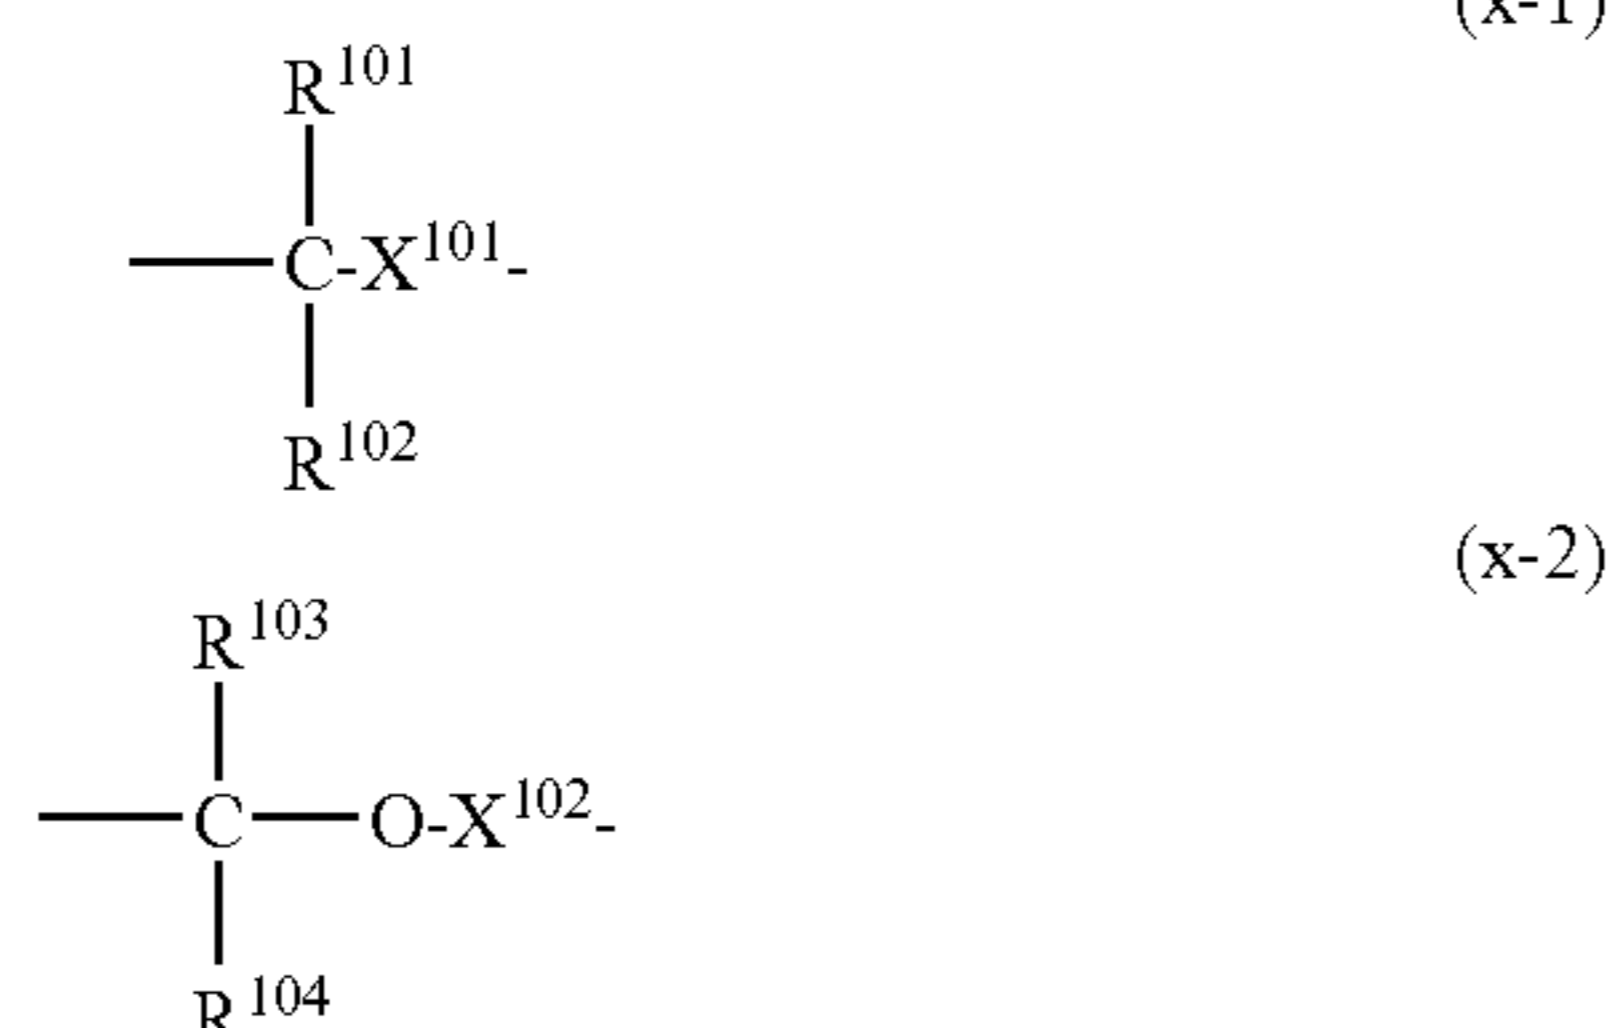 (x-1)
R101
C-X101-
R102
(x-2)
R103
C—O-X102-
R104